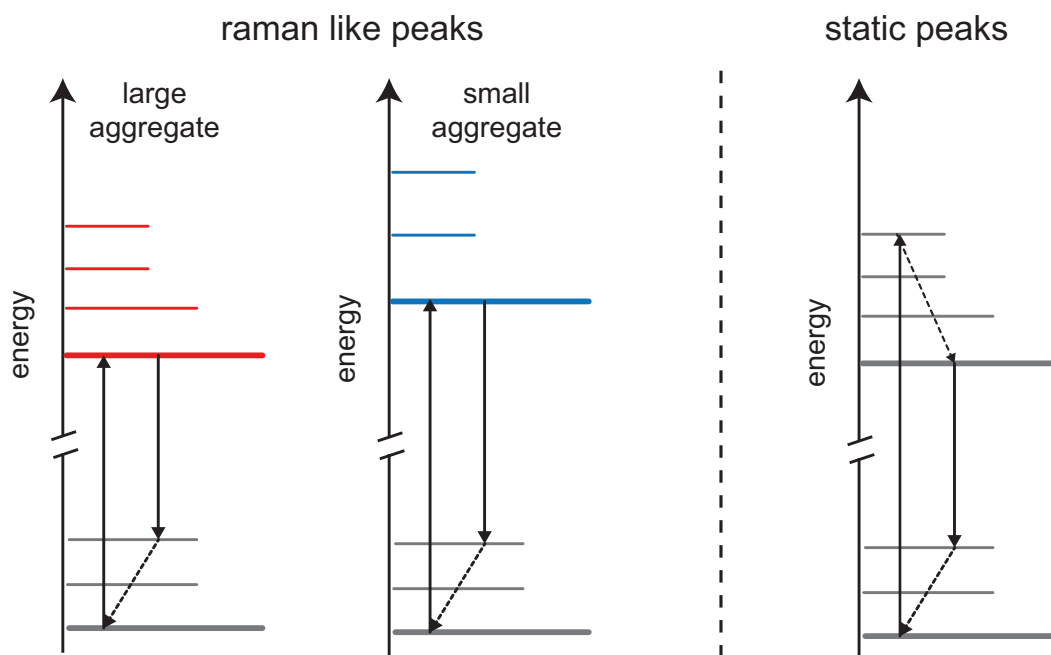 raman like peaks
static peaks
large
aggregate
small
aggregate
energy
energy
energy